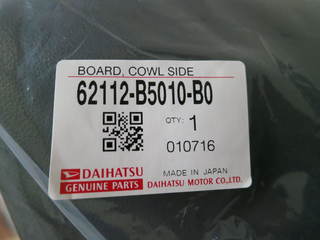 BOARD, COWL SIDE
62112-B5010-B0
QTY: 1
010716
MADE IN JAPAN
DAIHATSU
GENUINE PARTS
DAIHATSU MOTOR CO.,LTD.